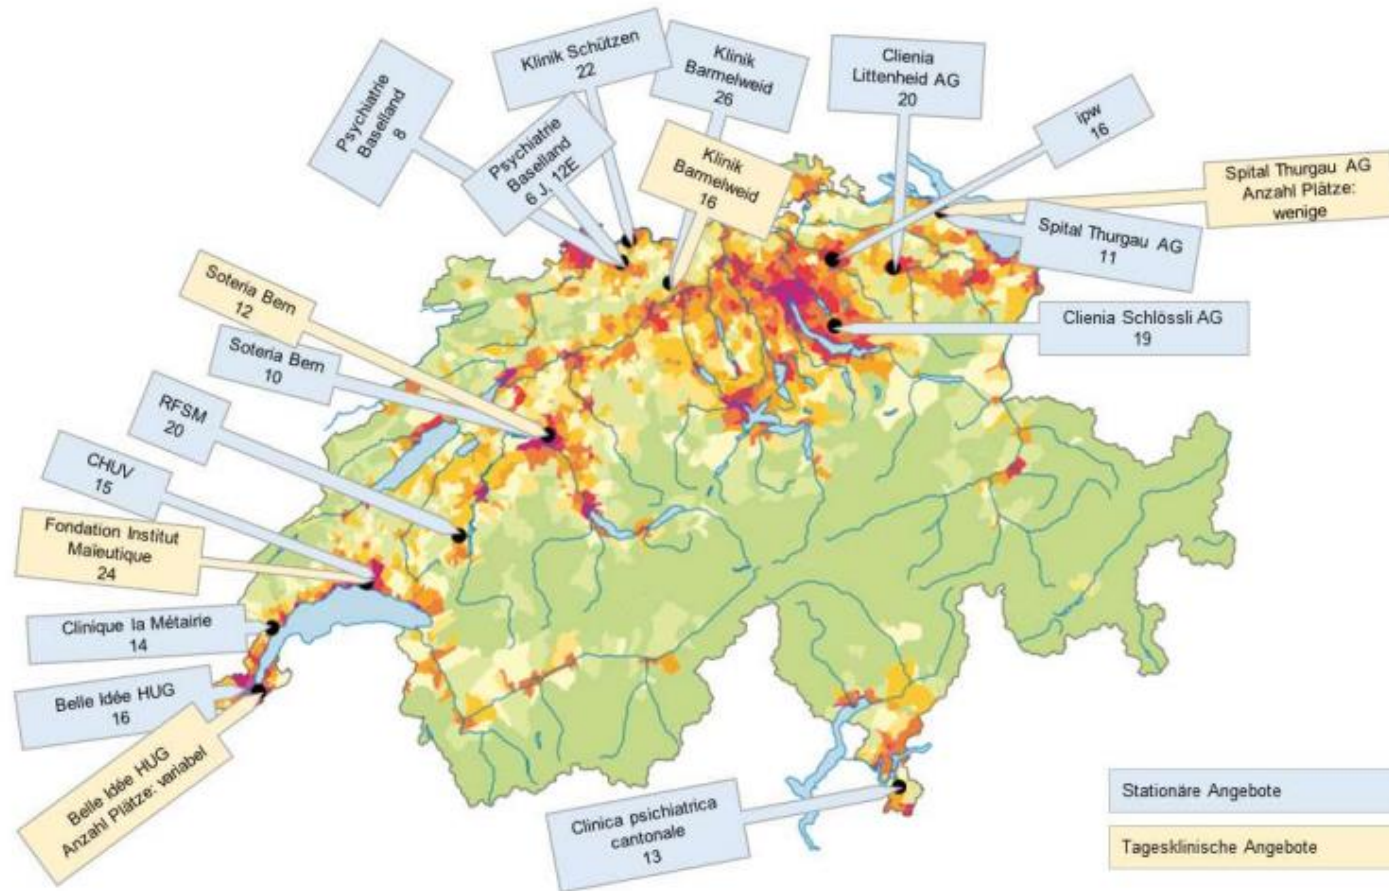 Klinik Schützen
22
Klinik
Barmelweid
26
Clienia
Littenheid AG
20
ipw
16
Psychiatrie
Baselland
8
Psychiatrie
Baselland
6 J. 12E
Klinik
Barmelweid
16
Spital Thurgau AG
Anzahl Plätze:
wenige
Spital Thurgau AG
11
Soteria Bern
12
Clienia Schlössli AG
19
Soteria Bern
10
RFSM
20
CHUV
15
Fondation Institut
Maïeutique
24
Clinique la Métairie
14
Belle Idée HUG
16
Belle Idée HUG
Anzahl Plätze: variabel
Clinica psichiatrica
cantonale
13
Stationäre Angebote
Tagesklinische Angebote